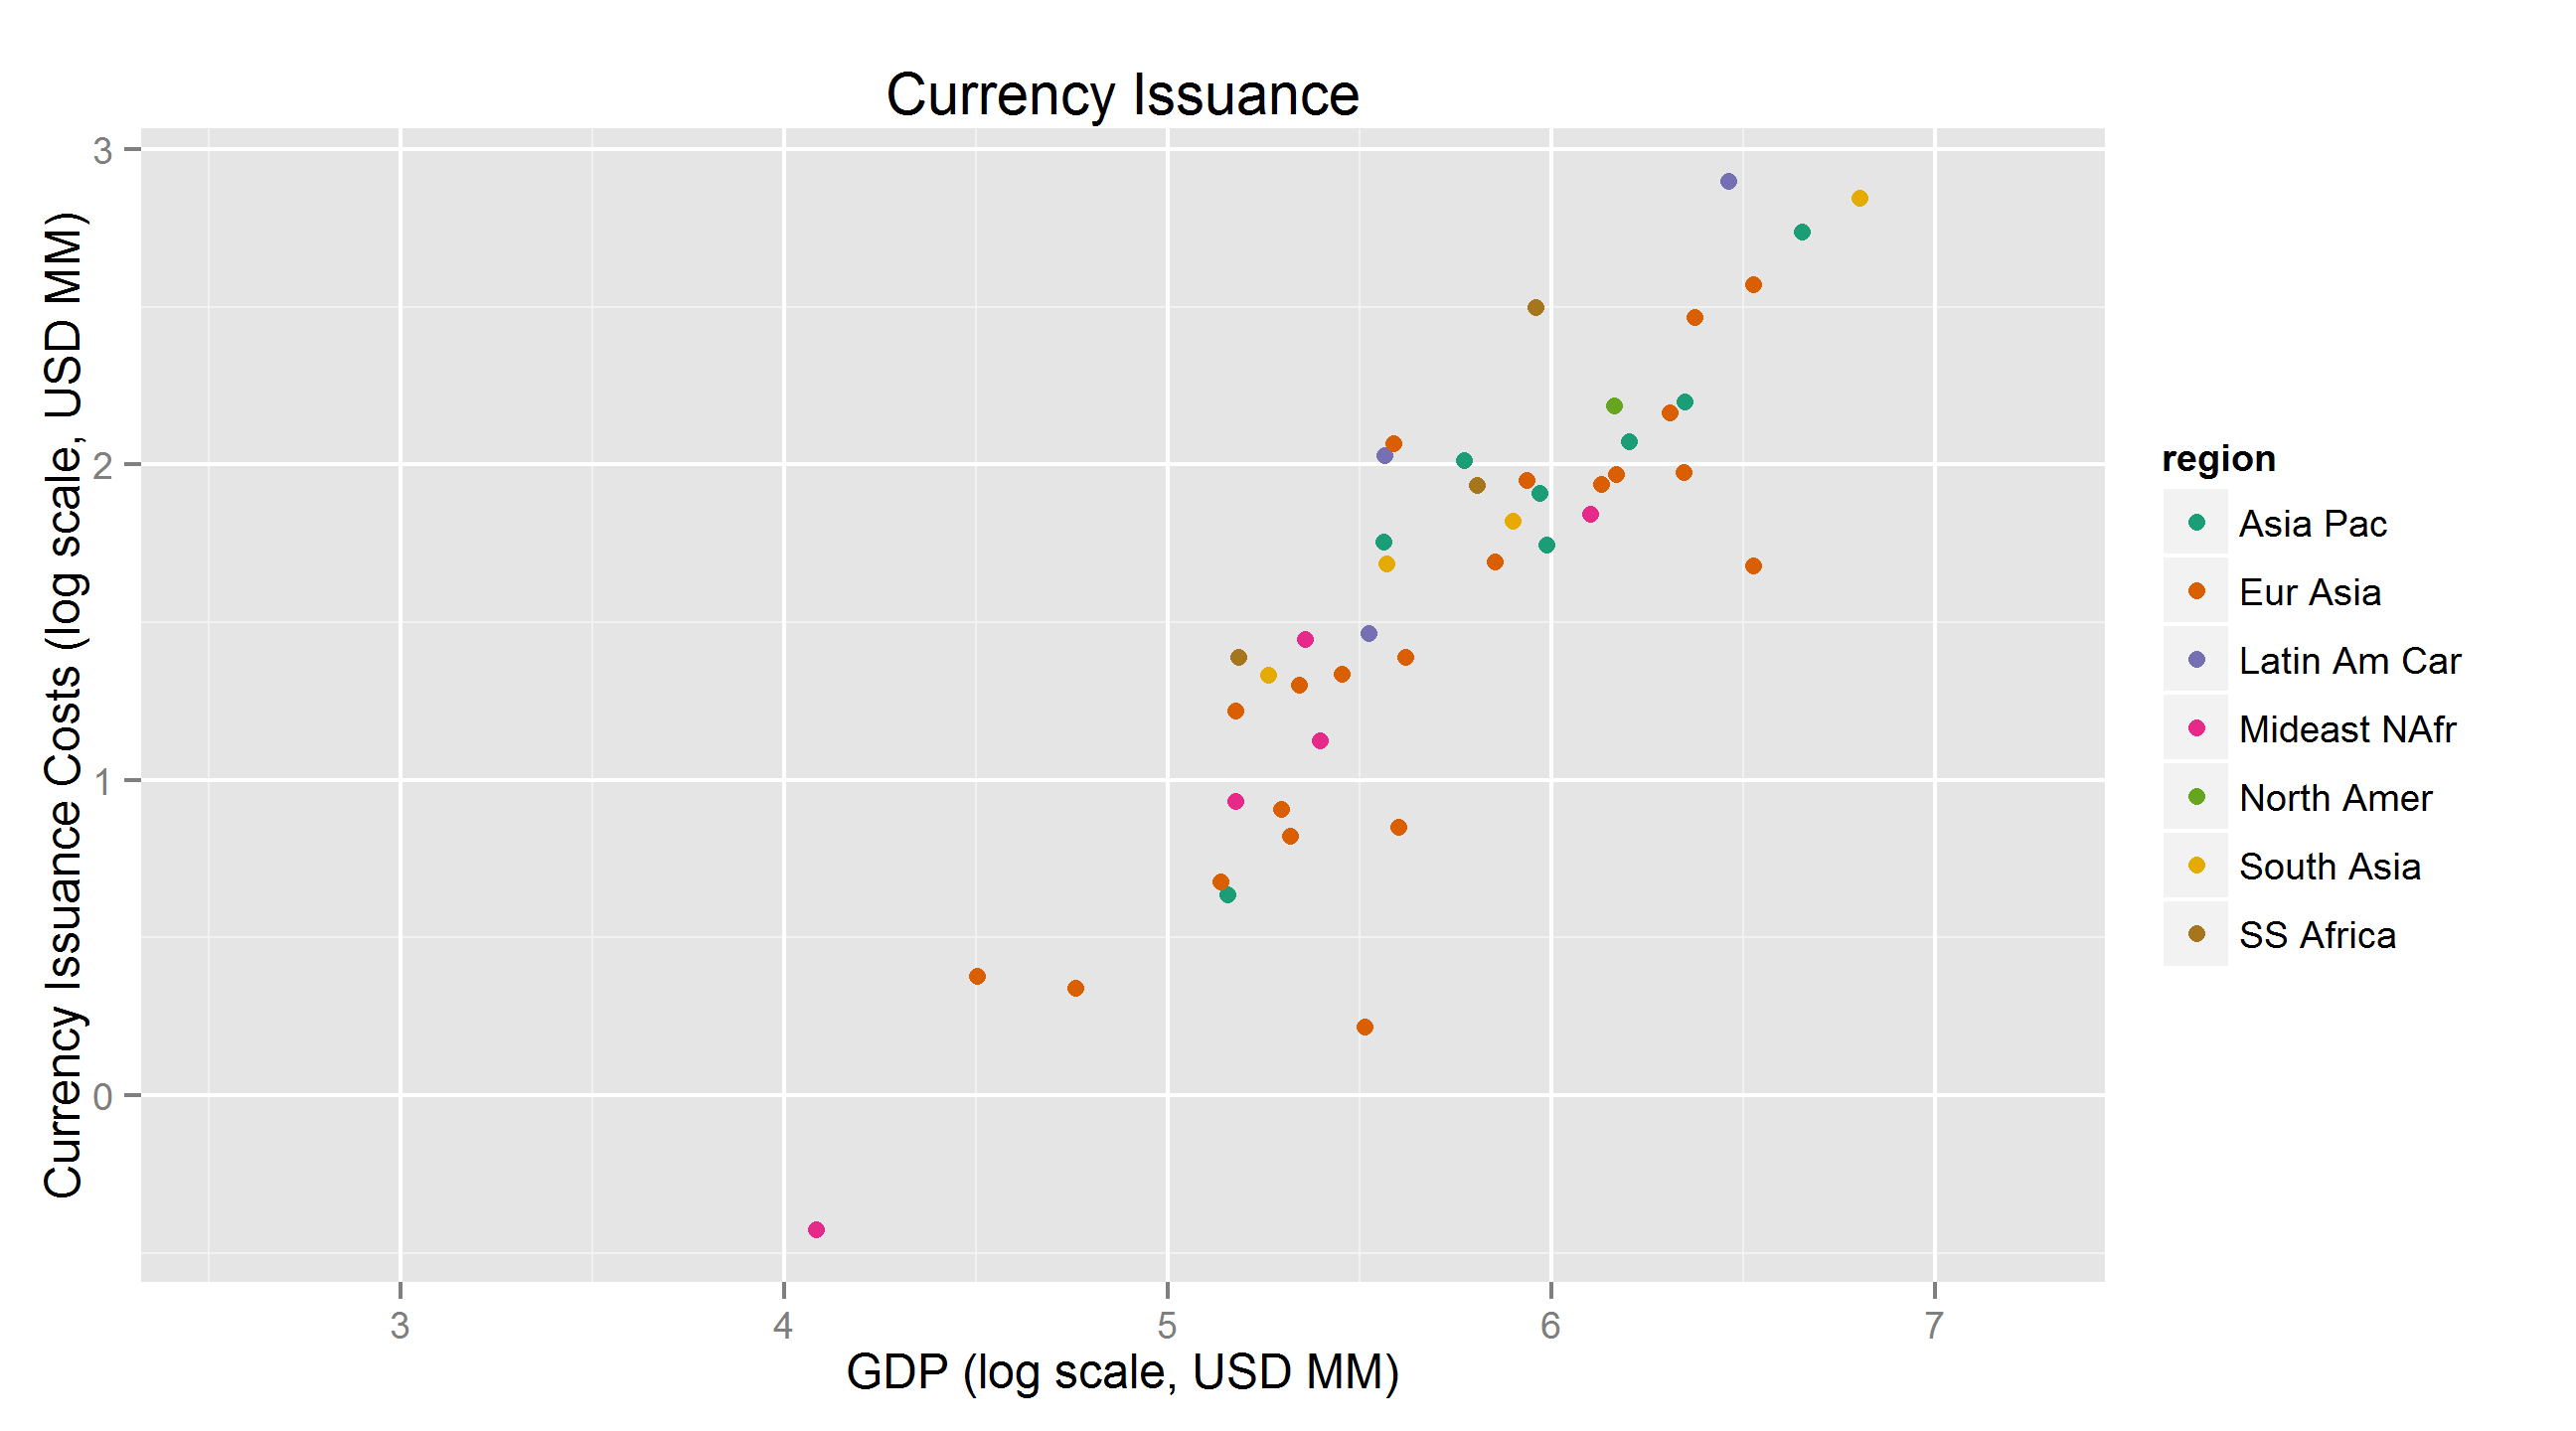 Currency Issuance
Currency Issuance Costs (log scale, USD MM)
3
2
1
0
3
4
5
6
7
GDP (log scale, USD MM)
region
Asia Pac
Eur Asia
Latin Am Car
Mideast NAfr
North Amer
South Asia
SS Africa